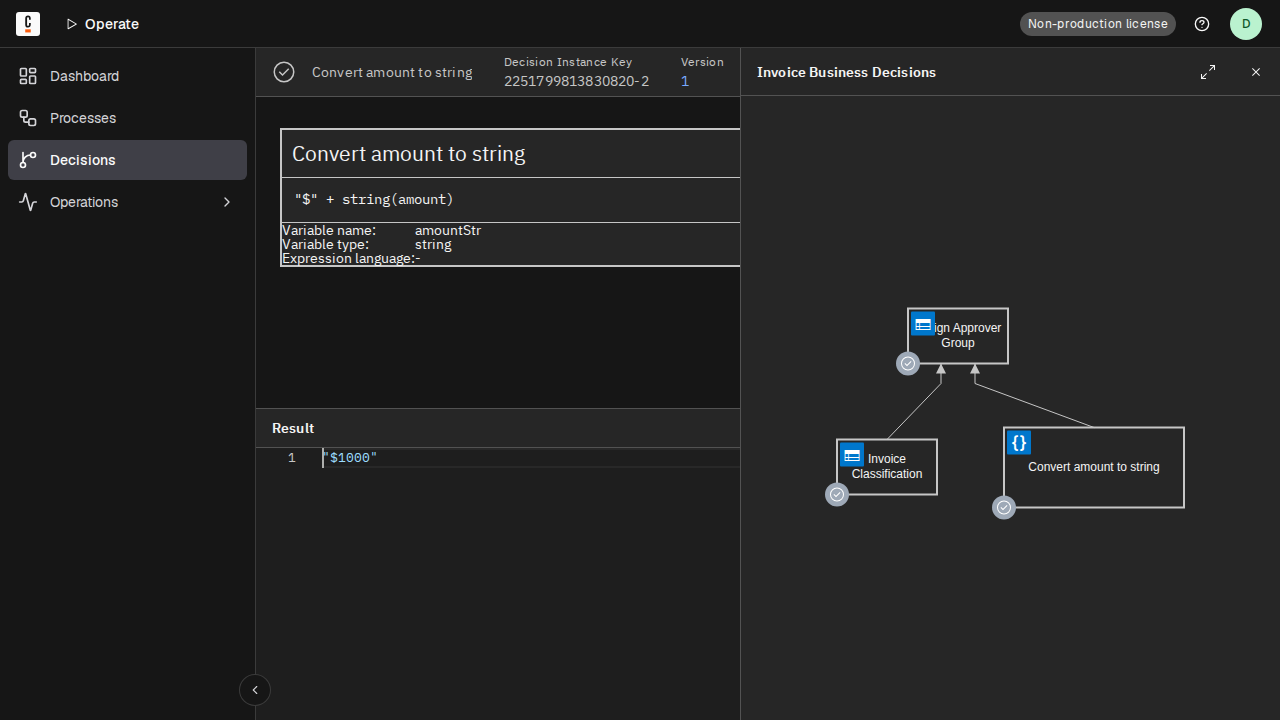 Operate
Non-production license
D
Dashboard
Processes
Decisions
Operations
Convert amount to string
Decision Instance Key
2251799813830820-2
Version
1
Invoice Business Decisions
Convert amount to string
"$" + string(amount)
Variable name: amountStr
Variable type: string
Expression language: -
Result
1 "$1000"
ign Approver
Group
Invoice
Classification
{}
Convert amount to string